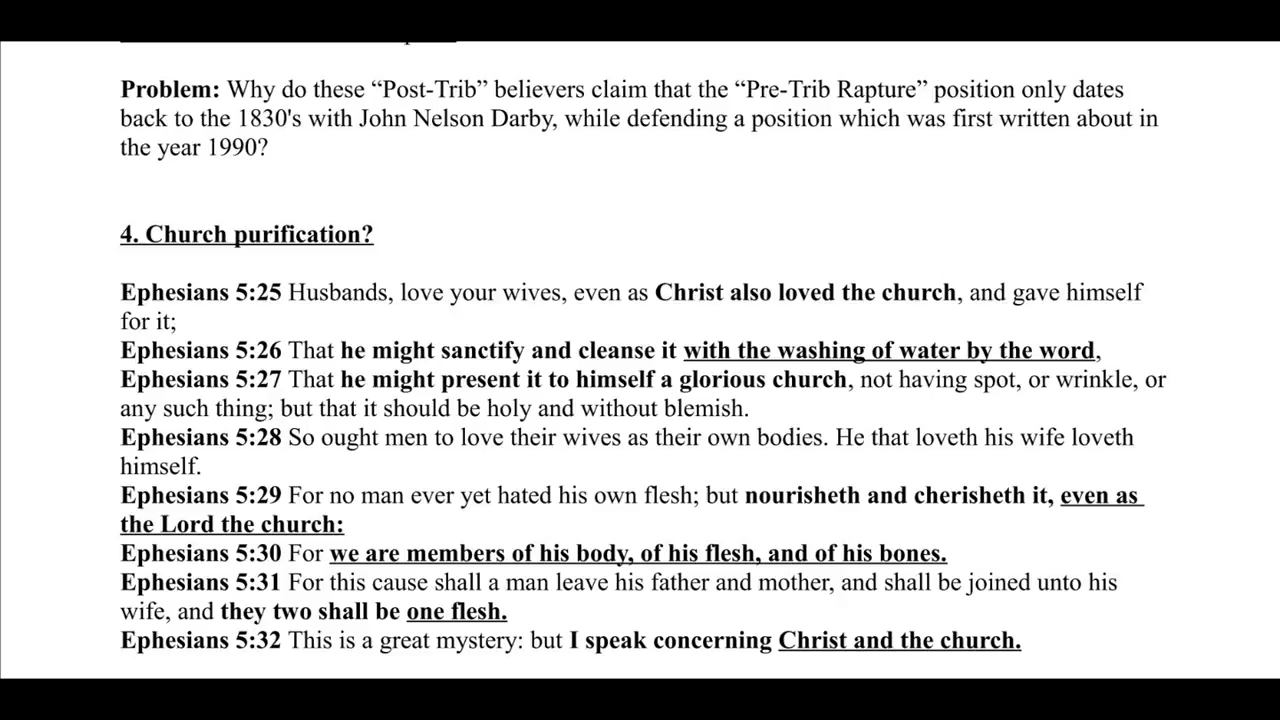 Problem: Why do these “Post-Trib” believers claim that the “Pre-Trib Rapture” position only dates
back to the 1830's with John Nelson Darby, while defending a position which was first written about in
the year 1990?
4. Church purification?
Ephesians 5:25 Husbands, love your wives, even as Christ also loved the church, and gave himself
for it;
Ephesians 5:26 That he might sanctify and cleanse it with the washing of water by the word,
Ephesians 5:27 That he might present it to himself a glorious church, not having spot, or wrinkle, or
any such thing; but that it should be holy and without blemish.
Ephesians 5:28 So ought men to love their wives as their own bodies. He that loveth his wife loveth
himself.
Ephesians 5:29 For no man ever yet hated his own flesh; but nourisheth and cherisheth it, even as
the Lord the church:
Ephesians 5:30 For we are members of his body, of his flesh, and of his bones.
Ephesians 5:31 For this cause shall a man leave his father and mother, and shall be joined unto his
wife, and they two shall be one flesh.
Ephesians 5:32 This is a great mystery: but I speak concerning Christ and the church.